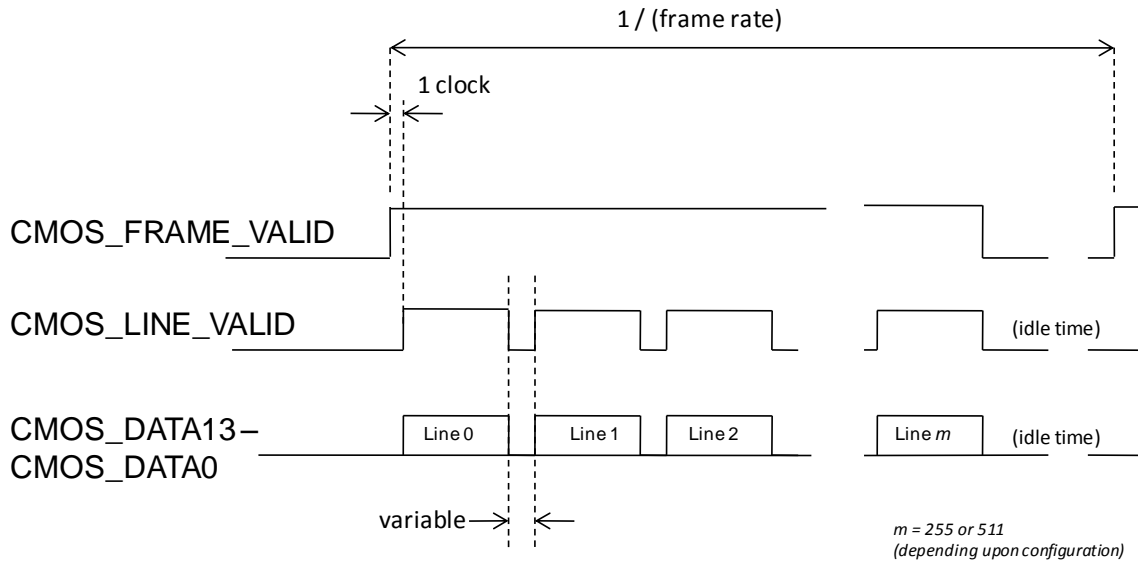 1 / (frame rate)
1 clock
CMOS_FRAME_VALID
CMOS_LINE_VALID
(idle time)
CMOS_DATA13–
CMOS_DATA0
Line 0
Line 1
Line 2
Line m
(idle time)
variable
m = 255 or 511
(depending upon configuration)